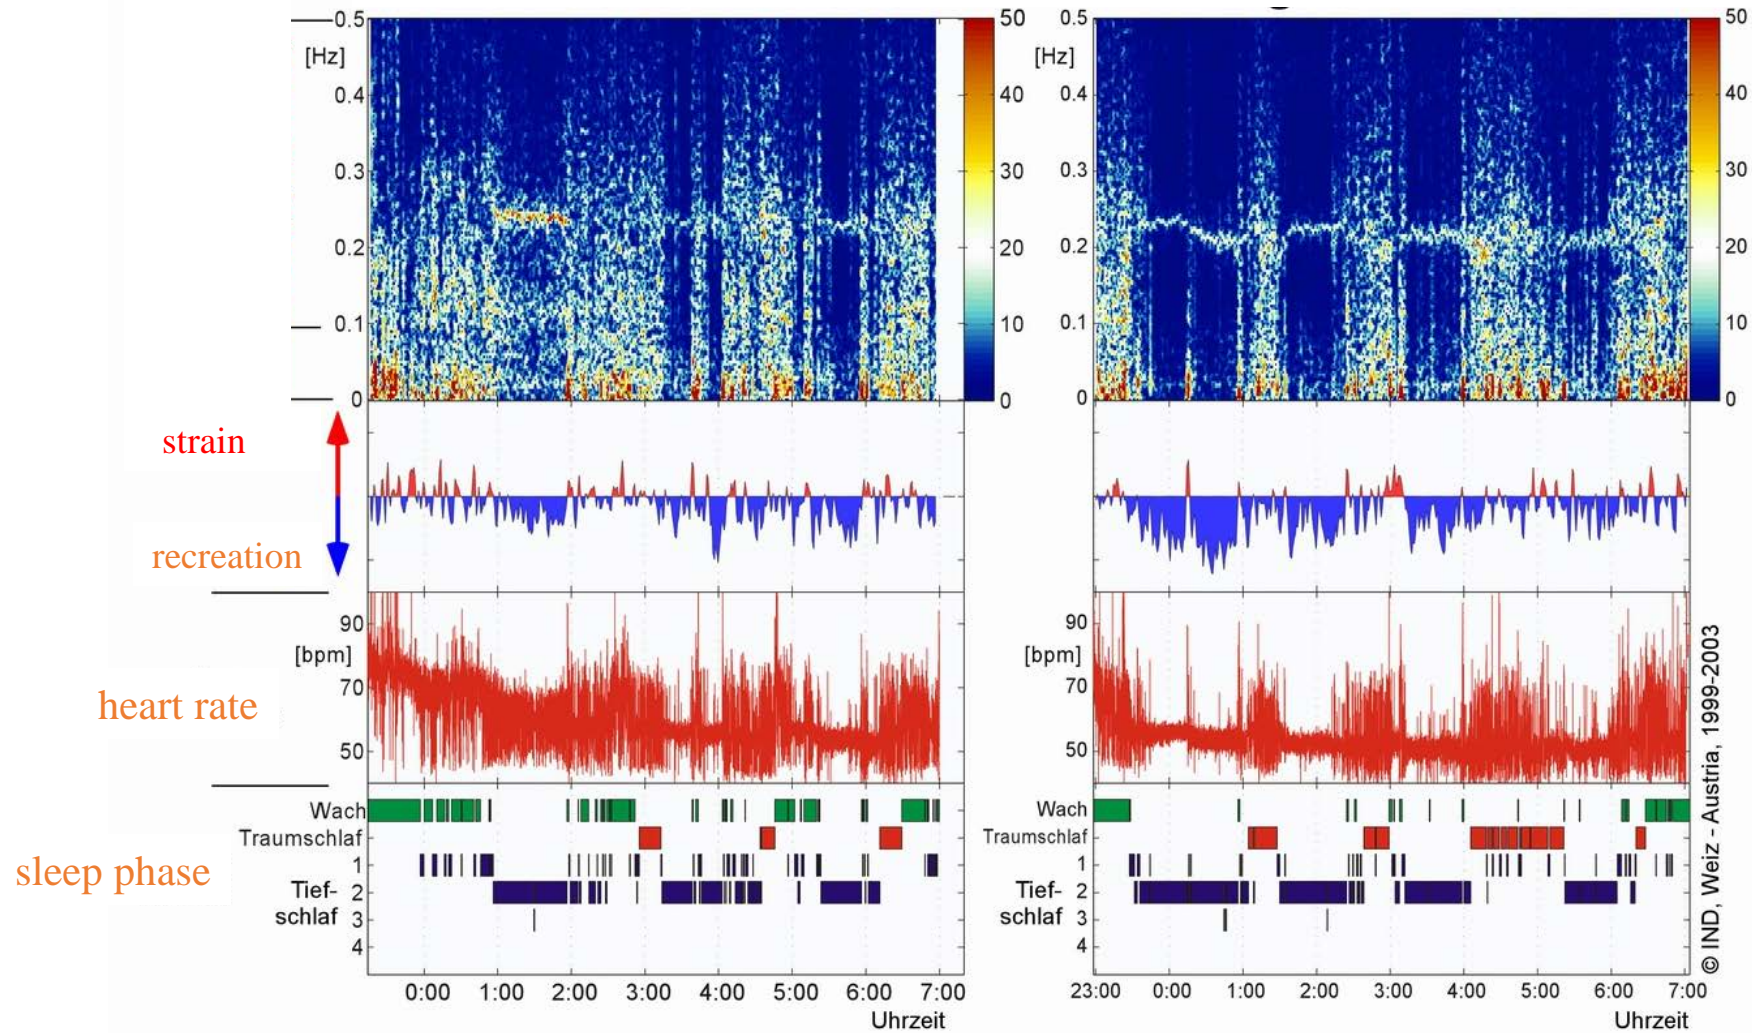 0.5
[Hz]
0.4
0.3
0.2
0.1
0
50
40
30
20
10
0
0.5
[Hz]
0.4
0.3
0.2
0.1
0
50
40
30
20
10
0
strain
recreation
heart rate
90
[bpm]
70
50
90
[bpm]
70
50
sleep phase
Wach
Traumschlaf
1
Tief- 2
schlaf 3
4
Wach
Traumschlaf
1
Tief- 2
schlaf 3
4
0:00 1:00 2:00 3:00 4:00 5:00 6:00 7:00
Uhrzeit
23:00 0:00 1:00 2:00 3:00 4:00 5:00 6:00 7:00
Uhrzeit
© IND, Weiz - Austria, 1999-2003